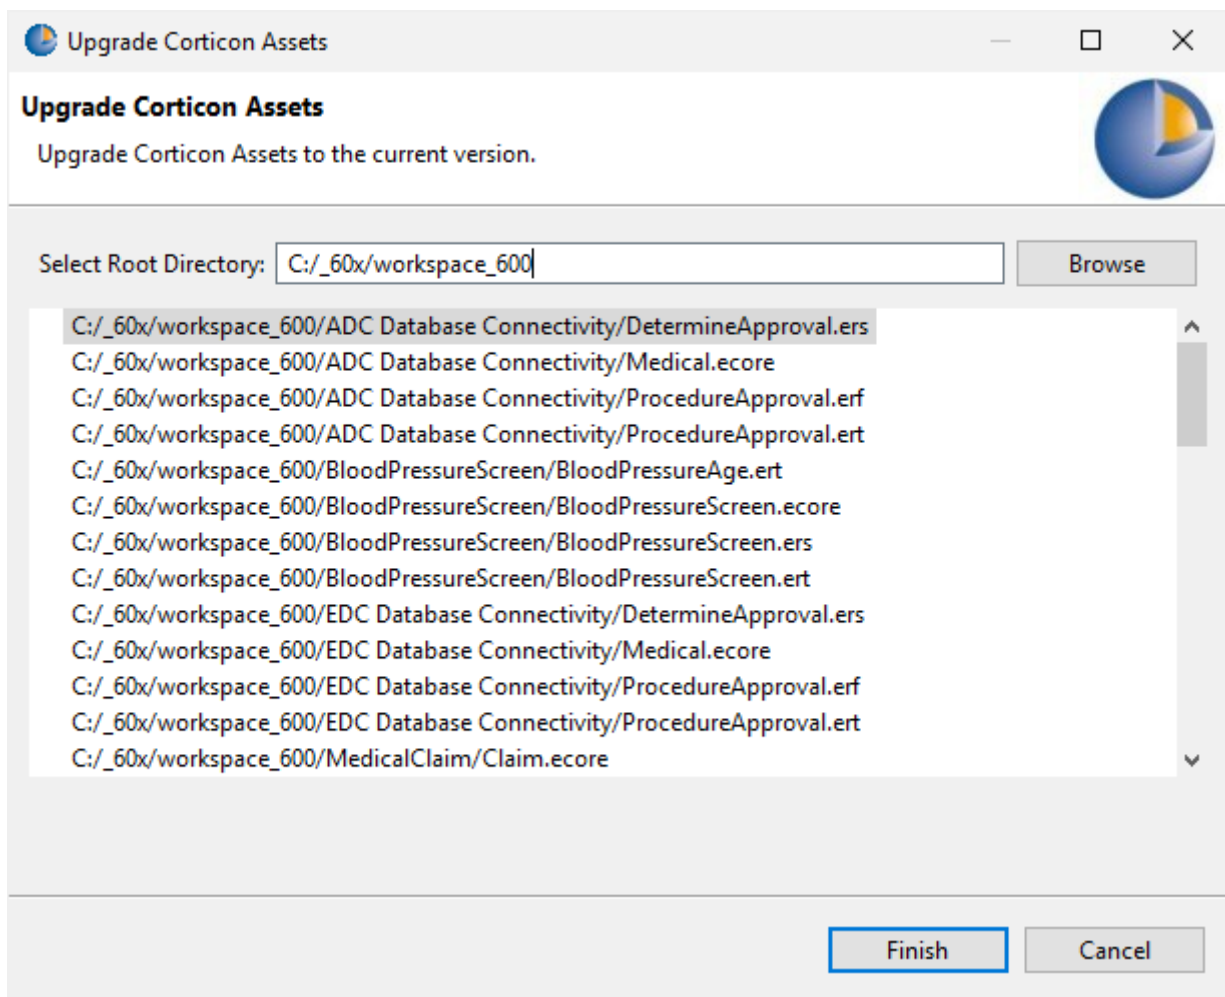 Upgrade Corticon Assets
Upgrade Corticon Assets
Upgrade Corticon Assets to the current version.
Select Root Directory: C:/_60x/workspace_600 Browse
C:/_60x/workspace_600/ADC Database Connectivity/DetermineApproval.ers
C:/_60x/workspace_600/ADC Database Connectivity/Medical.ecore
C:/_60x/workspace_600/ADC Database Connectivity/ProcedureApproval.erf
C:/_60x/workspace_600/ADC Database Connectivity/ProcedureApproval.ert
C:/_60x/workspace_600/BloodPressureScreen/BloodPressureAge.ert
C:/_60x/workspace_600/BloodPressureScreen/BloodPressureScreen.ecore
C:/_60x/workspace_600/BloodPressureScreen/BloodPressureScreen.ers
C:/_60x/workspace_600/BloodPressureScreen/BloodPressureScreen.ert
C:/_60x/workspace_600/EDC Database Connectivity/DetermineApproval.ers
C:/_60x/workspace_600/EDC Database Connectivity/Medical.ecore
C:/_60x/workspace_600/EDC Database Connectivity/ProcedureApproval.erf
C:/_60x/workspace_600/EDC Database Connectivity/ProcedureApproval.ert
C:/_60x/workspace_600/MedicalClaim/Claim.ecore
Finish Cancel